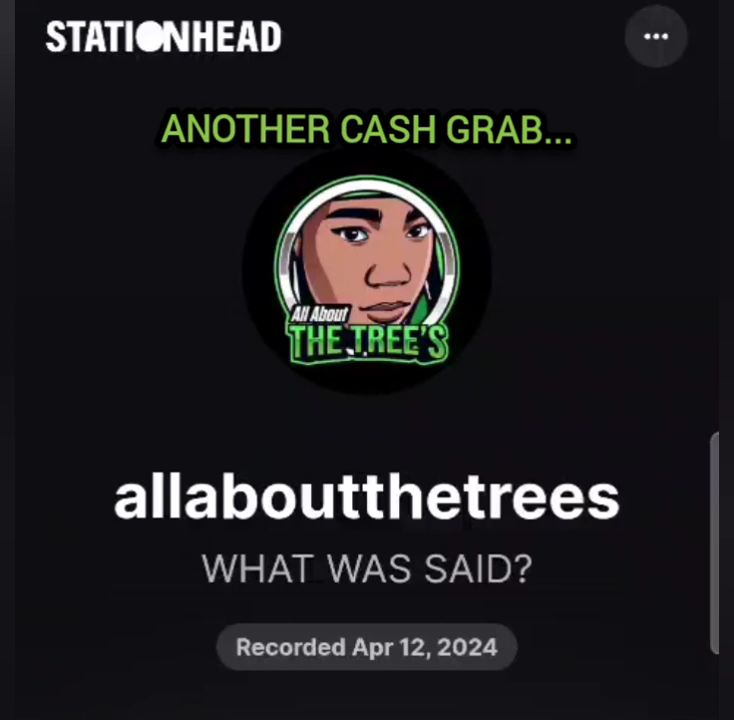 STATIONHEAD
ANOTHER CASH GRAB...
All About
THE TREE'S
allaboutthetrees
WHAT WAS SAID?
Recorded Apr 12, 2024